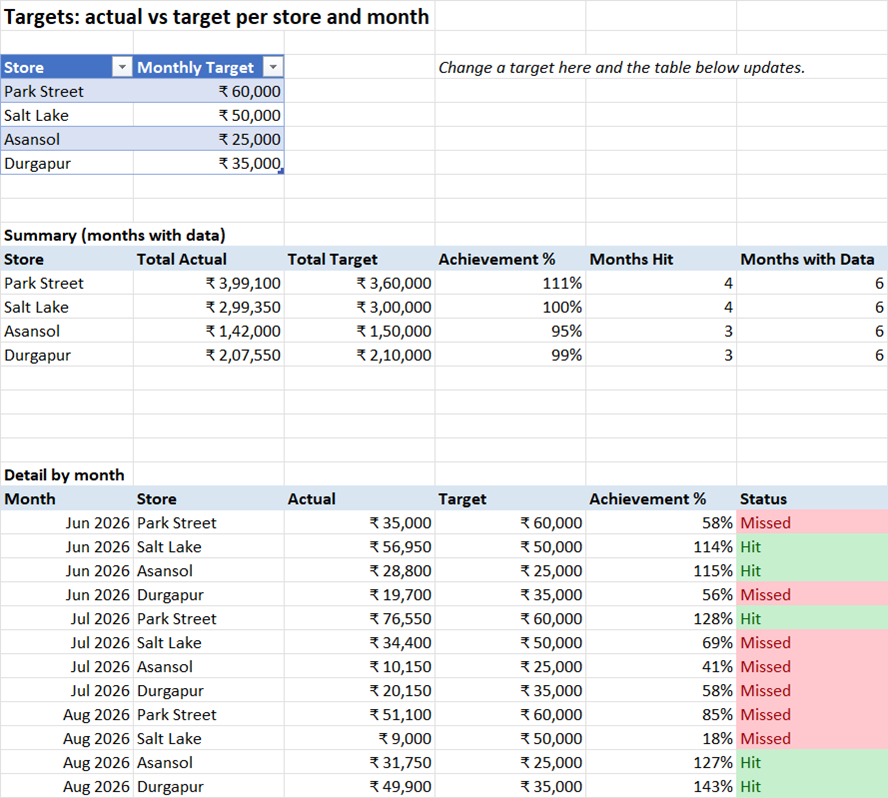 Targets: actual vs target per store and month
Store Monthly Target Change a target here and the table below updates.
Park Street ₹ 60,000
Salt Lake ₹ 50,000
Asansol ₹ 25,000
Durgapur ₹ 35,000
Summary (months with data)
Store Total Actual Total Target Achievement % Months Hit Months with Data
Park Street ₹ 3,99,100 ₹ 3,60,000 111% 4 6
Salt Lake ₹ 2,99,350 ₹ 3,00,000 100% 4 6
Asansol ₹ 1,42,000 ₹ 1,50,000 95% 3 6
Durgapur ₹ 2,07,550 ₹ 2,10,000 99% 3 6
Detail by month
Month Store Actual Target Achievement % Status
Jun 2026 Park Street ₹ 35,000 ₹ 60,000 58% Missed
Jun 2026 Salt Lake ₹ 56,950 ₹ 50,000 114% Hit
Jun 2026 Asansol ₹ 28,800 ₹ 25,000 115% Hit
Jun 2026 Durgapur ₹ 19,700 ₹ 35,000 56% Missed
Jul 2026 Park Street ₹ 76,550 ₹ 60,000 128% Hit
Jul 2026 Salt Lake ₹ 34,400 ₹ 50,000 69% Missed
Jul 2026 Asansol ₹ 10,150 ₹ 25,000 41% Missed
Jul 2026 Durgapur ₹ 20,150 ₹ 35,000 58% Missed
Aug 2026 Park Street ₹ 51,100 ₹ 60,000 85% Missed
Aug 2026 Salt Lake ₹ 9,000 ₹ 50,000 18% Missed
Aug 2026 Asansol ₹ 31,750 ₹ 25,000 127% Hit
Aug 2026 Durgapur ₹ 49,900 ₹ 35,000 143% Hit